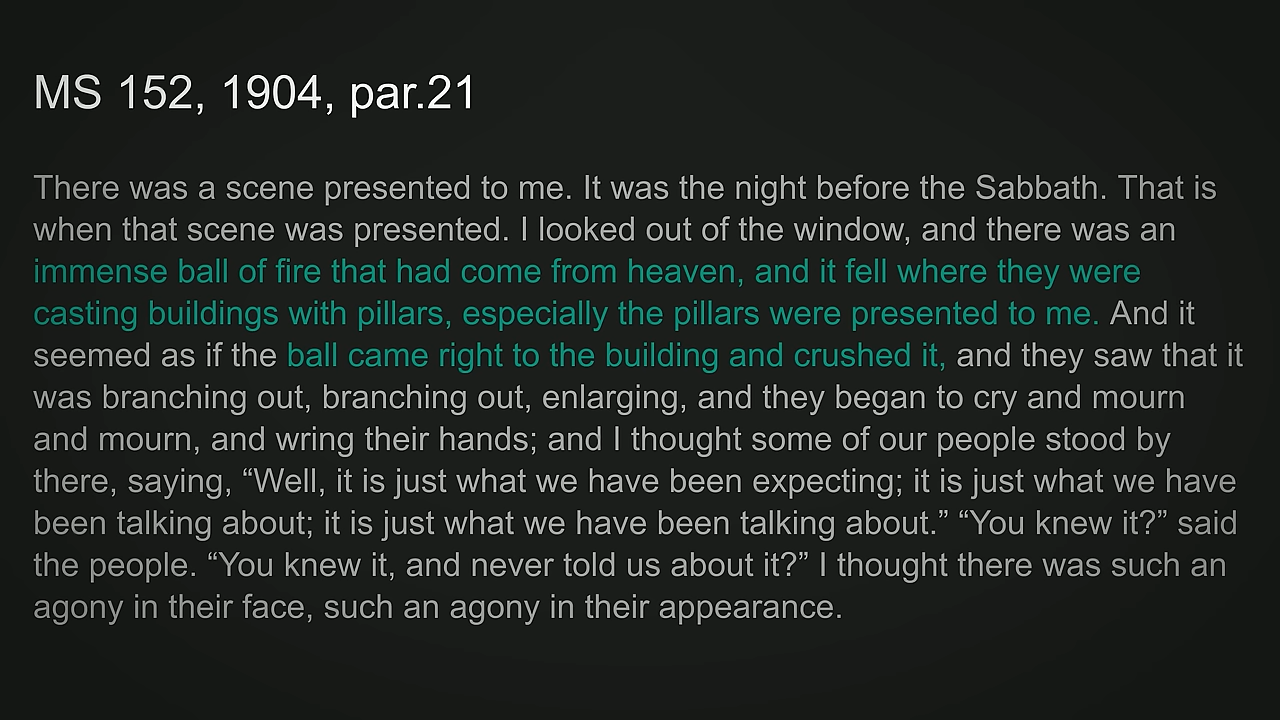 MS 152, 1904, par.21
There was a scene presented to me. It was the night before the Sabbath. That is
when that scene was presented. I looked out of the window, and there was an
immense ball of fire that had come from heaven, and it fell where they were
casting buildings with pillars, especially the pillars were presented to me. And it
seemed as if the ball came right to the building and crushed it, and they saw that it
was branching out, branching out, enlarging, and they began to cry and mourn
and mourn, and wring their hands; and I thought some of our people stood by
there, saying, “Well, it is just what we have been expecting; it is just what we have
been talking about; it is just what we have been talking about.” “You knew it?” said
the people. “You knew it, and never told us about it?” I thought there was such an
agony in their face, such an agony in their appearance.